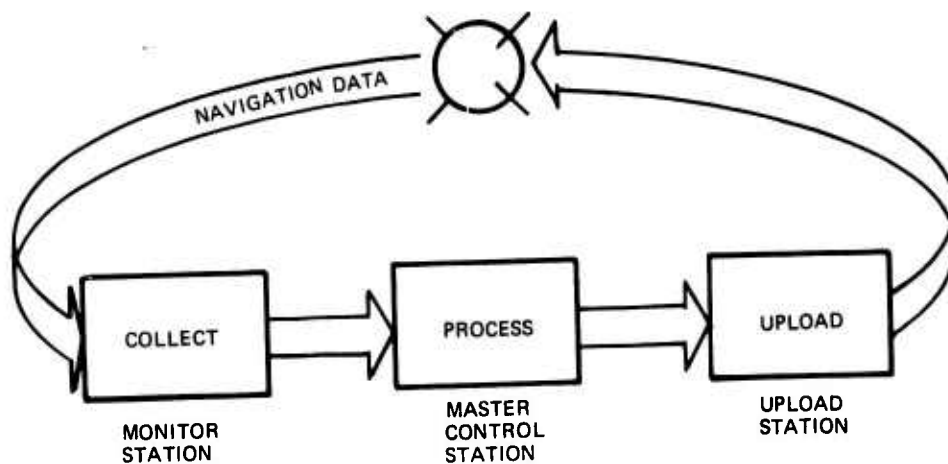 NAVIGATION DATA
COLLECT
PROCESS
UPLOAD
MONITOR
STATION
MASTER
CONTROL
STATION
UPLOAD
STATION